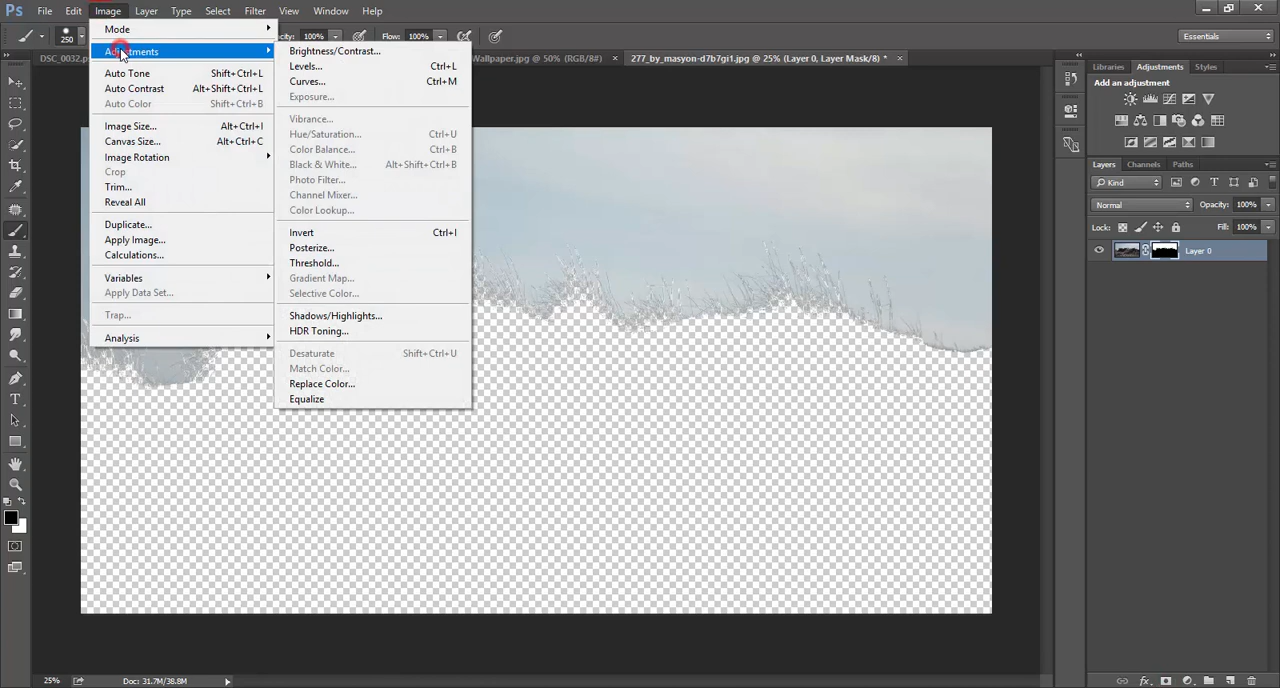 Ps File Edit Image Layer Type Select Filter View Window Help
250 Opacity: 100% Flow: 100% Essentials
DSC_0032. Wallpaper.jpg @ 50% (RGB/8#) × 277_by_masyon-d7b7gi1.jpg @ 25% (Layer 0, Layer Mask/8) * ×
Mode
Adjustments
Auto Tone Shift+Ctrl+L
Auto Contrast Alt+Shift+Ctrl+L
Auto Color Shift+Ctrl+B
Image Size... Alt+Ctrl+I
Canvas Size... Alt+Ctrl+C
Image Rotation
Crop
Trim...
Reveal All
Duplicate...
Apply Image...
Calculations...
Variables
Apply Data Set...
Trap...
Analysis
Brightness/Contrast...
Levels... Ctrl+L
Curves... Ctrl+M
Exposure...
Vibrance...
Hue/Saturation... Ctrl+U
Color Balance... Ctrl+B
Black & White... Alt+Shift+Ctrl+B
Photo Filter...
Channel Mixer...
Color Lookup...
Invert Ctrl+I
Posterize...
Threshold...
Gradient Map...
Selective Color...
Shadows/Highlights...
HDR Toning...
Desaturate Shift+Ctrl+U
Match Color...
Replace Color...
Equalize
Libraries Adjustments Styles
Add an adjustment
Layers Channels Paths
Kind
Normal Opacity: 100%
Lock: Fill: 100%
Layer 0
25% Doc: 31.7M/38.8M